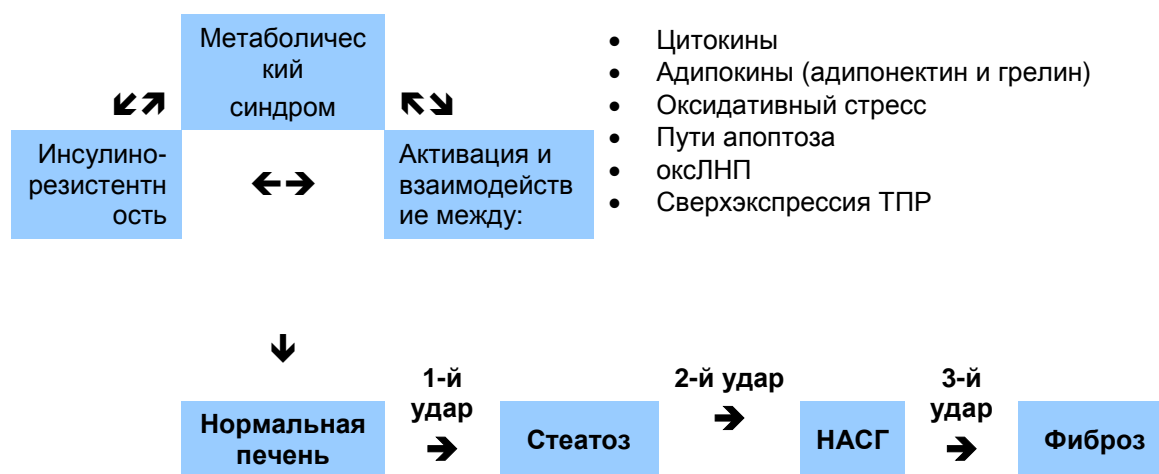 Метаболичес
кий
синдром
Инсулино-
резистентн
ость
Активация и
взаимодейств
ие между:
• Цитокины
• Адипокины (адипонектин и грелин)
• Оксидативный стресс
• Пути апоптоза
• оксЛНП
• Сверхэкспрессия ТПР
Нормальная
печень
1-й
удар
Стеатоз
2-й удар
НАСГ
3-й
удар
Фиброз